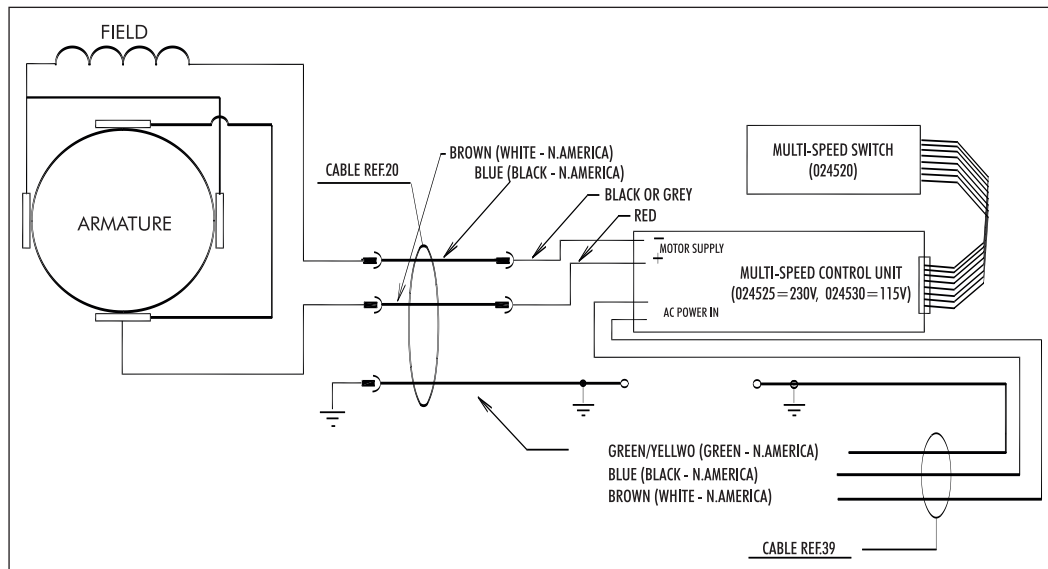 FIELD
ARMATURE
CABLE REF.20
BROWN (WHITE - N.AMERICA)
BLUE (BLACK - N.AMERICA)
BLACK OR GREY
RED
MULTI-SPEED SWITCH
(024520)
MOTOR SUPPLY
MULTI-SPEED CONTROL UNIT
(024525=230V, 024530=115V)
AC POWER IN
GREEN/YELLWO (GREEN - N.AMERICA)
BLUE (BLACK - N.AMERICA)
BROWN (WHITE - N.AMERICA)
CABLE REF.39